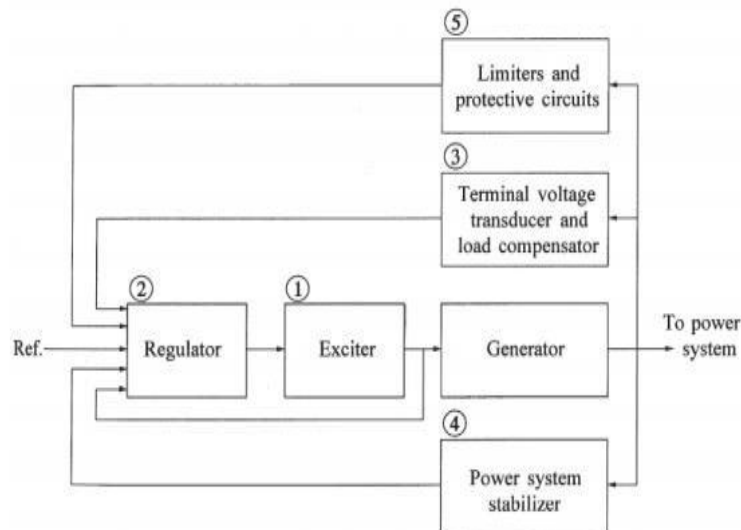 ⑤
Limiters and
protective circuits
③
Terminal voltage
transducer and
load compensator
②
①
Ref.
Regulator
Exciter
Generator
To power
system
④
Power system
stabilizer